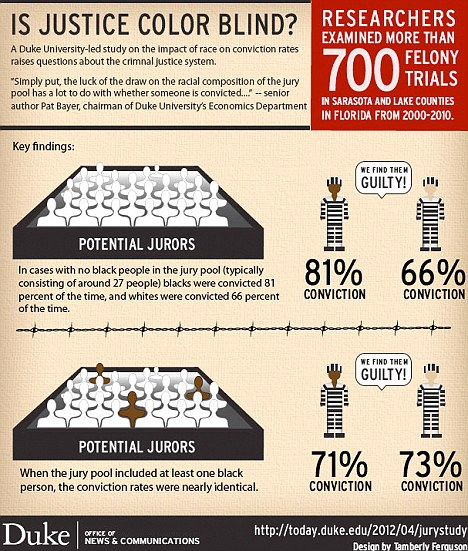 IS JUSTICE COLOR BLIND?
A Duke University-led study on the impact of race on conviction rates
raises questions about the crimnal justice system.
"Simply put, the luck of the draw on the racial composition of the jury
pool has a lot to do with whether someone is convicted...." -- senior
author Pat Bayer, chairman of Duke University's Economics Department
RESEARCHERS
EXAMINED MORE THAN
700 FELONY
TRIALS
IN SARASOTA AND LAKE COUNTIES
IN FLORIDA FROM 2000-2010.
Key findings:
POTENTIAL JURORS
In cases with no black people in the jury pool (typically
consisting of around 27 people) blacks were convicted 81
percent of the time, and whites were convicted 66 percent
of the time.
WE FIND THEM
GUILTY!
81% 66%
CONVICTION CONVICTION
POTENTIAL JURORS
When the jury pool included at least one black
person, the conviction rates were nearly identical.
WE FIND THEM
GUILTY!
71% 73%
CONVICTION CONVICTION
Duke
OFFICE OF
NEWS & COMMUNICATIONS
http://today.duke.edu/2012/04/jurystudy
Design by Tamberly Ferguson